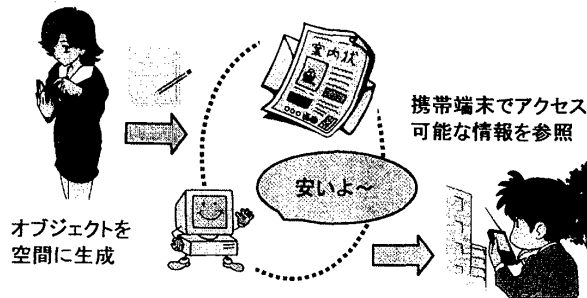 室内状
携帯端末でアクセス
可能な情報を参照
安いよ~
オブジェクトを
空間に生成